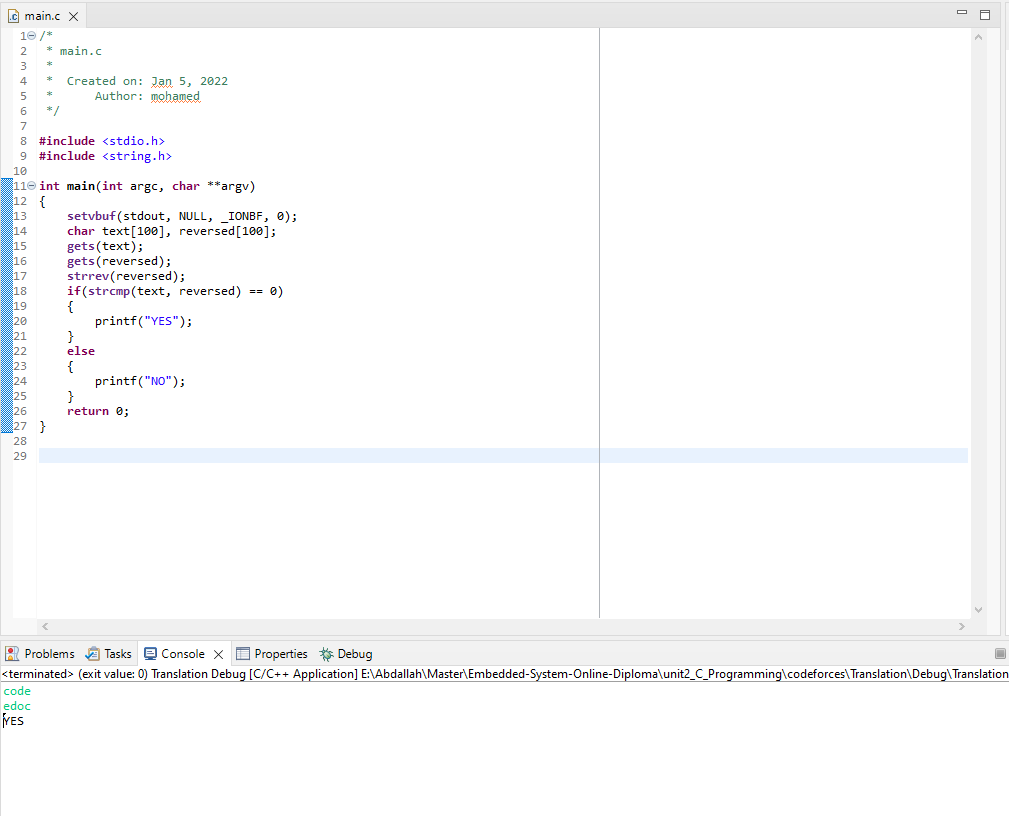 main.c
1 /*
2  * main.c
3  *
4  *  Created on: Jan 5, 2022
5  *      Author: mohamed
6  */
7
8 #include <stdio.h>
9 #include <string.h>
10
11 int main(int argc, char **argv)
12 {
13     setvbuf(stdout, NULL, _IONBF, 0);
14     char text[100], reversed[100];
15     gets(text);
16     gets(reversed);
17     strrev(reversed);
18     if(strcmp(text, reversed) == 0)
19     {
20         printf("YES");
21     }
22     else
23     {
24         printf("NO");
25     }
26     return 0;
27 }
28
29
Problems Tasks Console Properties Debug
<terminated> (exit value: 0) Translation Debug [C/C++ Application] E:\Abdallah\Master\Embedded-System-Online-Diploma\unit2_C_Programming\codeforces\Translation\Debug\Translation
code
edoc
YES